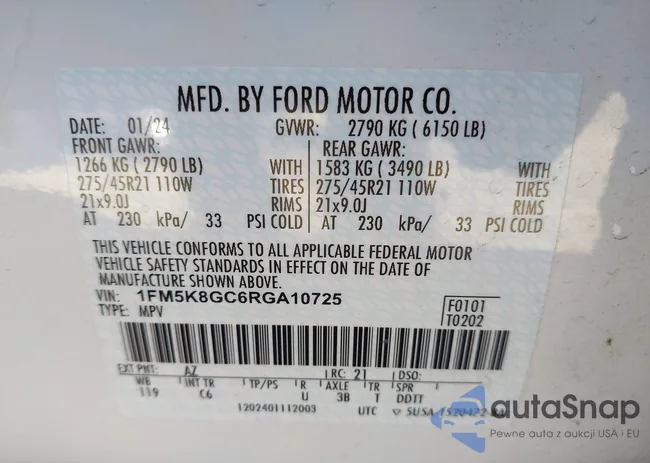 MFD. BY FORD MOTOR CO.
DATE: 01/24 GVWR: 2790 KG ( 6150 LB)
FRONT GAWR: REAR GAWR:
1266 KG ( 2790 LB) WITH 1583 KG ( 3490 LB) WITH
275/45R21 110W TIRES 275/45R21 110W TIRES
21x9.0J RIMS 21x9.0J RIMS
AT 230 kPa/ 33 PSI COLD AT 230 kPa/ 33 PSI COLD
THIS VEHICLE CONFORMS TO ALL APPLICABLE FEDERAL MOTOR
VEHICLE SAFETY STANDARDS IN EFFECT ON THE DATE OF
MANUFACTURE SHOWN ABOVE.
VIN: 1FM5K8GC6RGA10725 F0101
TYPE: MPV T0202
EXT PNT: AZ RC: 21 DSO:
WB INT TR TP/PS R AXLE TR SPR
119 C6 U 3B T DDTT
1202401112003 UTC
autaSnap
Pewne auta z aukcji USA i EU